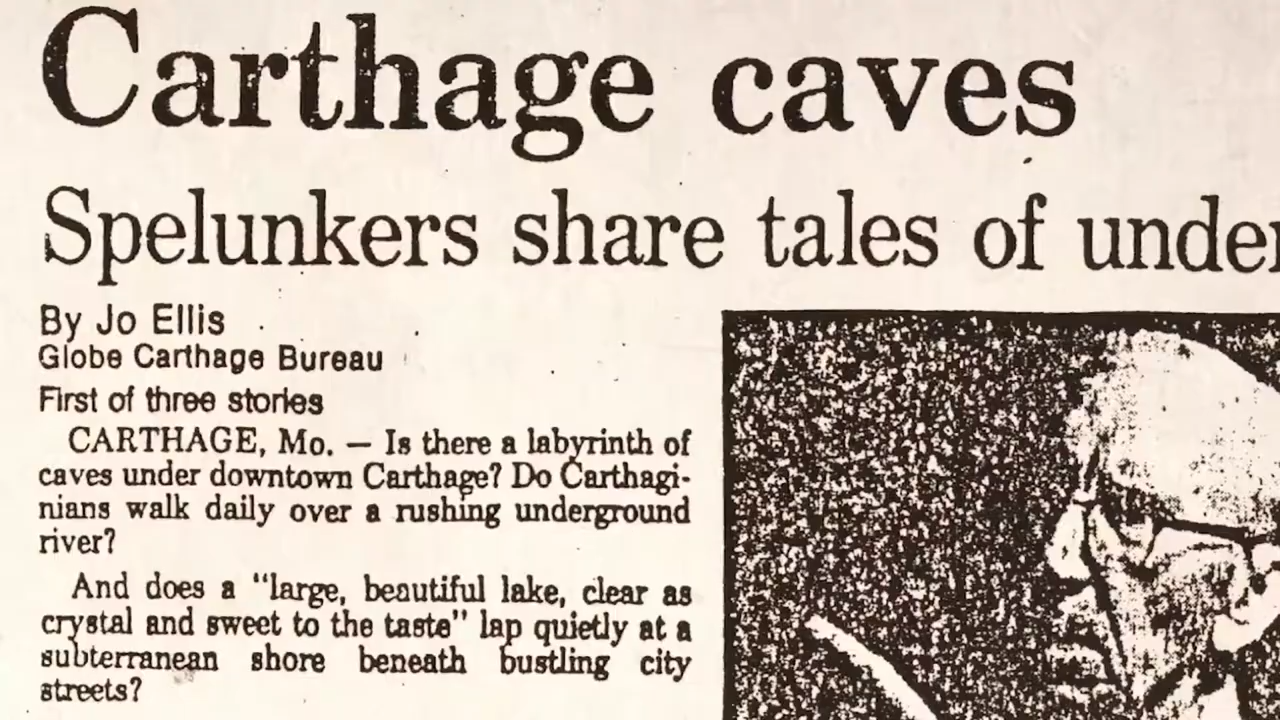 Carthage caves
Spelunkers share tales of under
By Jo Ellis
Globe Carthage Bureau
First of three stories
CARTHAGE, Mo. — Is there a labyrinth of
caves under downtown Carthage? Do Carthagi-
nians walk daily over a rushing underground
river?
And does a "large, beautiful lake, clear as
crystal and sweet to the taste" lap quietly at a
subterranean shore beneath bustling city
streets?